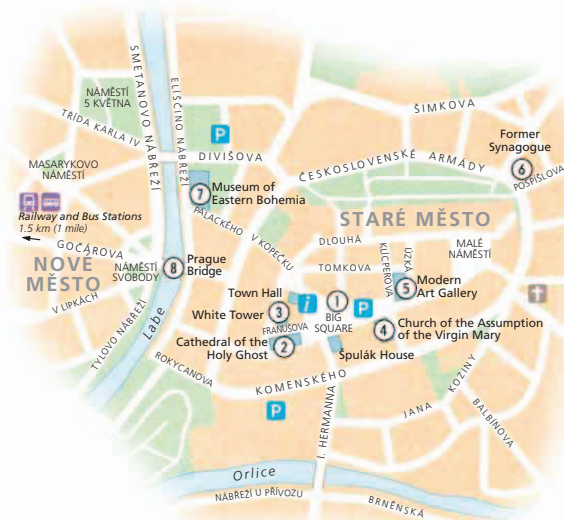 SMETANOVO NÁBŘEŽÍ
ELIŠČINO NÁBŘEŽÍ
NÁMĚSTÍ
5 KVĚTNA
TŘÍDA KARLA IV
P
DIVIŠOVA
ŠIMKOVA
ČESKOSLOVENSKÉ ARMÁDY
Former
Synagogue
6
POSPÍŠILOVA
MASARYKOVO
NÁMĚSTÍ
7
Museum of
Eastern Bohemia
Railway and Bus Stations
1.5 km (1 mile)
PALACKÉHO
V KOPEČKU
STARÉ MĚSTO
DLOUHÁ
KLICPEROVA
ÚZKÁ
MALÉ
NÁMĚSTÍ
GOČÁROVA
NOVÉ
MĚSTO
NÁMĚSTÍ
SVOBODY
8
Prague
Bridge
TOMKOVA
5
Modern
Art Gallery
V LIPKÁCH
TYLOVO NÁBŘEŽÍ
Labe
Town Hall
i
1
BIG
SQUARE
P
White Tower
3
FRANUŠOVA
4
Church of the Assumption
of the Virgin Mary
Cathedral of the
Holy Ghost
2
Špulák House
ROKYCANOVA
KOMENSKÉHO
P
I. HERMANNA
JANA
KOZINY
BALBÍNOVA
Orlice
NÁBŘEŽÍ U PŘÍVOZU
BRNĚNSKÁ